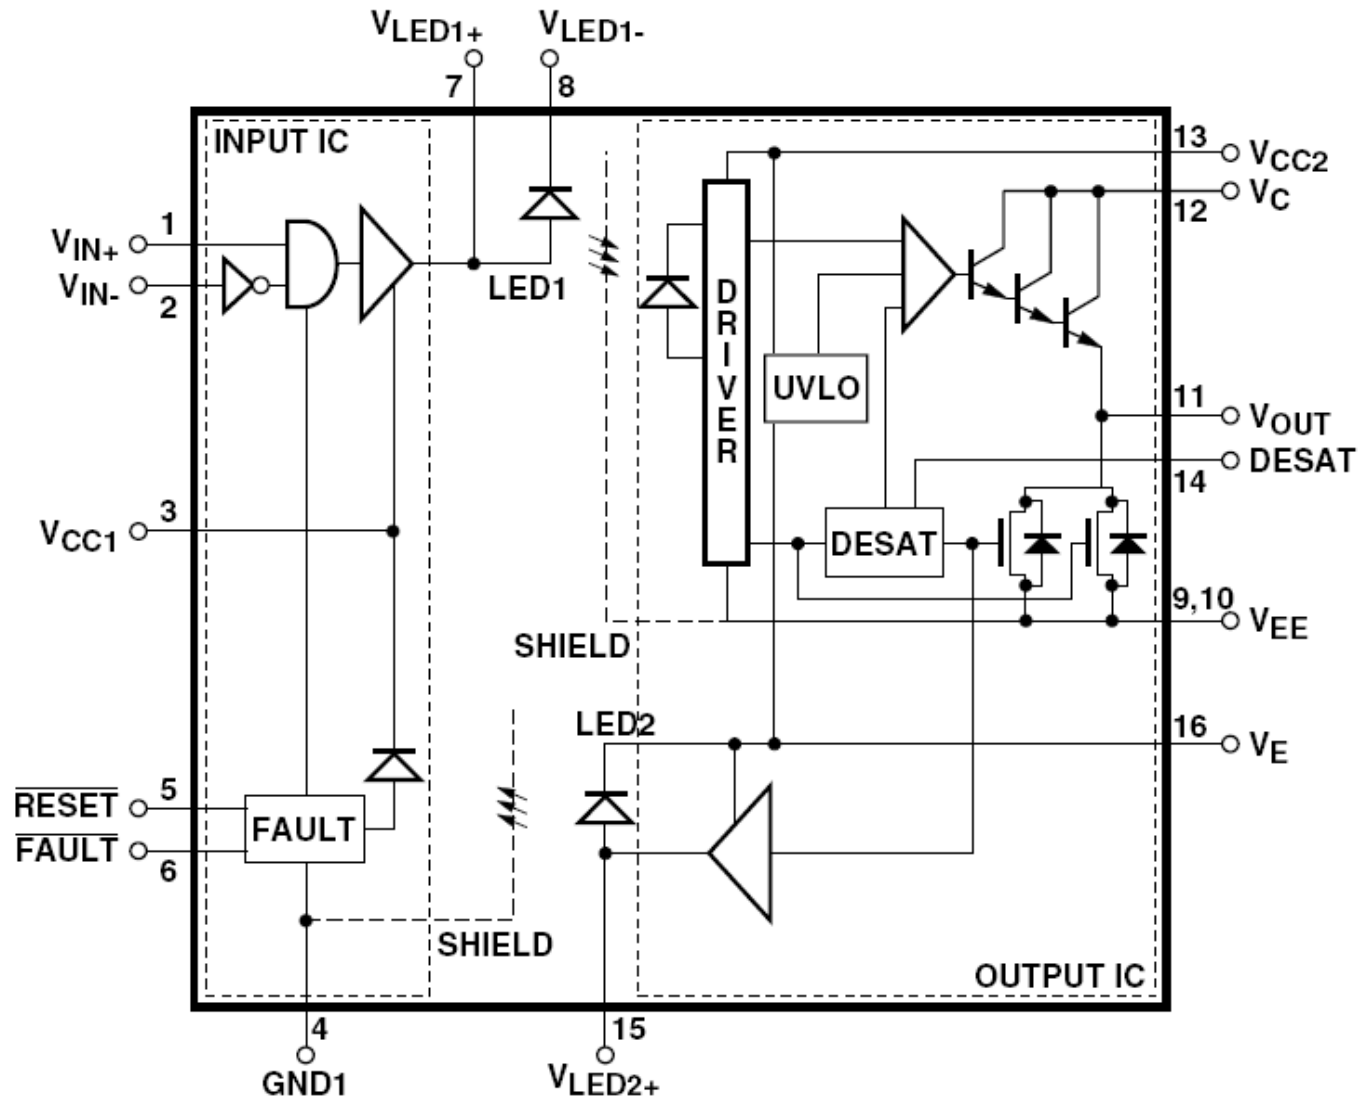 VLED1+
VLED1-
7
8
INPUT IC
13
VCC2
VC
12
1
VIN+
VIN-
2
LED1
DRIVER
UVLO
11
VOUT
DESAT
14
3
VCC1
DESAT
9,10
VEE
SHIELD
LED2
16
VE
RESET
5
FAULT
6
FAULT
SHIELD
OUTPUT IC
4
GND1
15
VLED2+